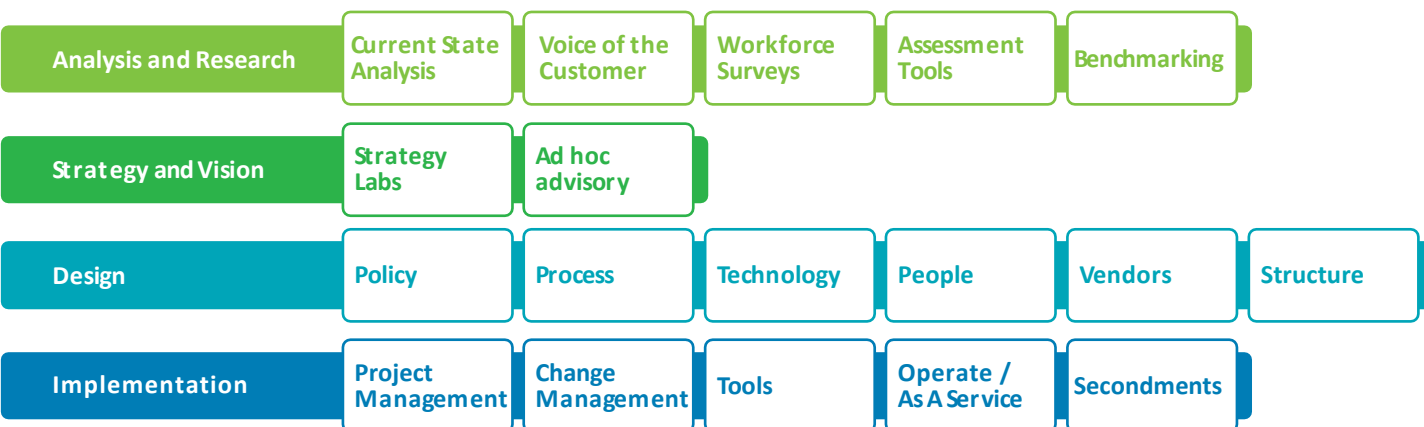 Analysis and Research
Current State
Analysis
Voice of the
Customer
Workforce
Surveys
Assessment
Tools
Benchmarking
Strategy and Vision
Strategy
Labs
Ad hoc
advisory
Design
Policy
Process
Technology
People
Vendors
Structure
Implementation
Project
Management
Change
Management
Tools
Operate /
As A Service
Secondments